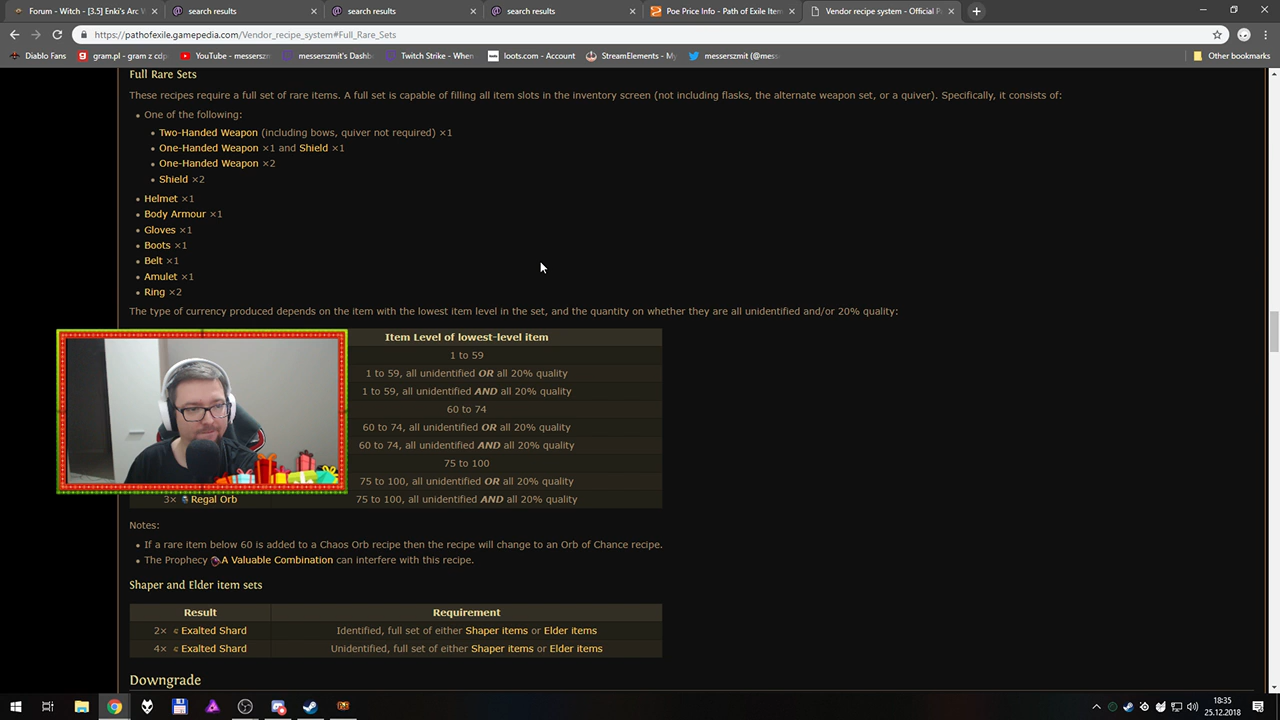 Forum - Witch - [3.5] Enki's Arc W
search results
search results
search results
Poe Price Info - Path of Exile Item
Vendor recipe system - Official P
https://pathofexile.gamepedia.com/Vendor_recipe_system#Full_Rare_Sets
Diablo Fans
gram.pl - gram z calę
YouTube - messersz
messerszmit's Dashb
Twitch Strike - When
loots.com - Account
StreamElements - My
messerszmit (@mess
Other bookmarks
Full Rare Sets
These recipes require a full set of rare items. A full set is capable of filling all item slots in the inventory screen (not including flasks, the alternate weapon set, or a quiver). Specifically, it consists of:
One of the following:
Two-Handed Weapon (including bows, quiver not required) ×1
One-Handed Weapon ×1 and Shield ×1
One-Handed Weapon ×2
Shield ×2
Helmet ×1
Body Armour ×1
Gloves ×1
Boots ×1
Belt ×1
Amulet ×1
Ring ×2
The type of currency produced depends on the item with the lowest item level in the set, and the quantity on whether they are all unidentified and/or 20% quality:
Item Level of lowest-level item
1 to 59
1 to 59, all unidentified OR all 20% quality
1 to 59, all unidentified AND all 20% quality
60 to 74
60 to 74, all unidentified OR all 20% quality
60 to 74, all unidentified AND all 20% quality
75 to 100
75 to 100, all unidentified OR all 20% quality
3× Regal Orb 75 to 100, all unidentified AND all 20% quality
Notes:
If a rare item below 60 is added to a Chaos Orb recipe then the recipe will change to an Orb of Chance recipe.
The Prophecy A Valuable Combination can interfere with this recipe.
Shaper and Elder item sets
Result Requirement
2× Exalted Shard Identified, full set of either Shaper items or Elder items
4× Exalted Shard Unidentified, full set of either Shaper items or Elder items
Downgrade
18:35
25.12.2018